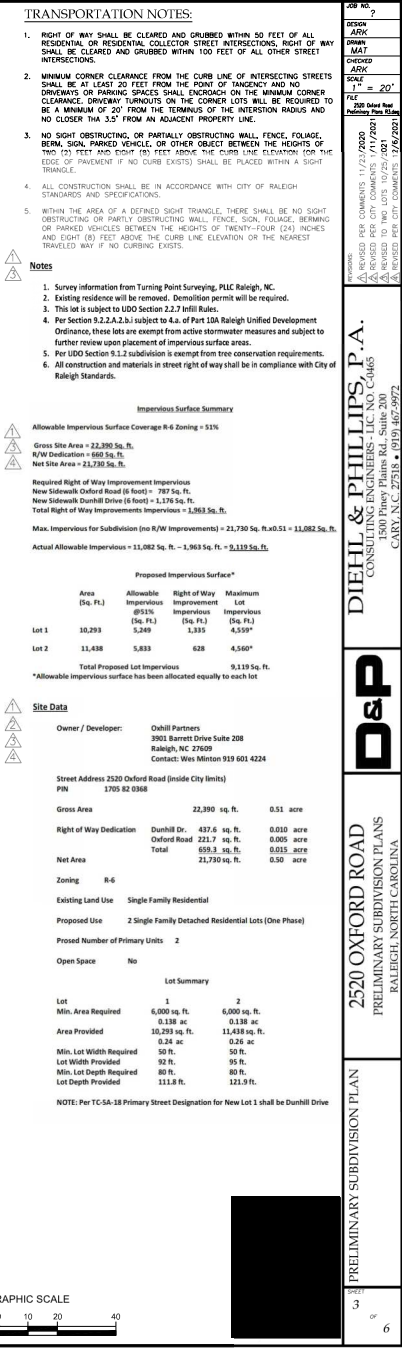 TRANSPORTATION NOTES:
1. RIGHT OF WAY SHALL BE CLEARED AND GRUBBED WITHIN 50 FEET OF ALL
RESIDENTIAL OR RESIDENTIAL COLLECTOR STREET INTERSECTIONS, RIGHT OF WAY
SHALL BE CLEARED AND GRUBBED WITHIN 100 FEET OF ALL OTHER STREET
INTERSECTIONS.
2. MINIMUM CORNER CLEARANCE FROM THE CURB LINE OF INTERSECTING STREETS
SHALL BE AT LEAST 20 FEET FROM THE POINT OF TANGENCY AND NO
DRIVEWAYS OR PARKING SPACES SHALL ENCROACH ON THE MINIMUM CORNER
CLEARANCE. DRIVEWAY TURNOUTS ON THE CORNER LOTS WILL BE REQUIRED TO
BE A MINIMUM OF 20' FROM THE TERMINUS OF THE INTERSTION RADIUS AND
NO CLOSER THA 3.5' FROM AN ADJACENT PROPERTY LINE.
3. NO SIGHT OBSTRUCTING, OR PARTIALLY OBSTRUCTING WALL, FENCE, FOLIAGE,
BERM, SIGN, PARKED VEHICLE, OR OTHER OBJECT BETWEEN THE HEIGHTS OF
TWO (2) FEET AND EIGHT (8) FEET ABOVE THE CURB LINE ELEVATION (OR THE
EDGE OF PAVEMENT IF NO CURB EXISTS) SHALL BE PLACED WITHIN A SIGHT
TRIANGLE.
4. ALL CONSTRUCTION SHALL BE IN ACCORDANCE WITH CITY OF RALEIGH
STANDARDS AND SPECIFICATIONS.
5. WITHIN THE AREA OF A DEFINED SIGHT TRIANGLE, THERE SHALL BE NO SIGHT
OBSTRUCTING OR PARTLY OBSTRUCTING WALL, FENCE, SIGN, FOLIAGE, BERMING
OR PARKED VEHICLES BETWEEN THE HEIGHTS OF TWENTY-FOUR (24) INCHES
AND EIGHT (8) FEET ABOVE THE CURB LINE ELEVATION OR THE NEAREST
TRAVELED WAY IF NO CURBING EXISTS.
1
3
Notes
1. Survey information from Turning Point Surveying, PLLC Raleigh, NC.
2. Existing residence will be removed. Demolition permit will be required.
3. This lot is subject to UDO Section 2.2.7 Infill Rules.
4. Per Section 9.2.2.A.2.b.i subject to 4.a. of Part 10A Raleigh Unified Development
Ordinance, these lots are exempt from active stormwater measures and subject to
further review upon placement of impervious surface areas.
5. Per UDO Section 9.1.2 subdivision is exempt from tree conservation requirements.
6. All construction and materials in street right of way shall be in compliance with City of
Raleigh Standards.
Impervious Surface Summary
1
3
4
Allowable Impervious Surface Coverage R-6 Zoning = 51%
Gross Site Area = 22,390 Sq. ft.
R/W Dedication = 660 Sq. ft.
Net Site Area = 21,730 Sq. ft.
Required Right of Way Improvement Impervious
New Sidewalk Oxford Road (6 foot) = 787 Sq. ft.
New Sidewalk Dunhill Drive (6 foot) = 1,176 Sq. ft.
Total Right of Way Improvements Impervious = 1,963 Sq. ft.
Max. Impervious for Subdivision (no R/W Improvements) = 21,730 Sq. ft.x0.51 = 11,082 Sq. ft.
Actual Allowable Impervious = 11,082 Sq. ft. – 1,963 Sq. ft. = 9,119 Sq. ft.
Proposed Impervious Surface*
Area Allowable Right of Way Maximum
(Sq. Ft.) Impervious Improvement Lot
@51% Impervious Impervious
(Sq. Ft.) (Sq. Ft.) (Sq. Ft.)
Lot 1 10,293 5,249 1,335 4,559*
Lot 2 11,438 5,833 628 4,560*
Total Proposed Lot Impervious 9,119 Sq. ft.
*Allowable impervious surface has been allocated equally to each lot
1
2
3
4
Site Data
Owner / Developer: Oxhill Partners
3901 Barrett Drive Suite 208
Raleigh, NC 27609
Contact: Wes Minton 919 601 4224
Street Address 2520 Oxford Road (inside City limits)
PIN 1705 82 0368
Gross Area 22,390 sq. ft. 0.51 acre
Right of Way Dedication Dunhill Dr. 437.6 sq. ft. 0.010 acre
Oxford Road 221.7 sq. ft. 0.005 acre
Total 659.3 sq. ft. 0.015 acre
Net Area 21,730 sq. ft. 0.50 acre
Zoning R-6
Existing Land Use Single Family Residential
Proposed Use 2 Single Family Detached Residential Lots (One Phase)
Prosed Number of Primary Units 2
Open Space No
Lot Summary
Lot 1 2
Min. Area Required 6,000 sq. ft. 6,000 sq. ft.
0.138 ac 0.138 ac
Area Provided 10,293 sq. ft. 11,438 sq. ft.
0.24 ac 0.26 ac
Min. Lot Width Required 50 ft. 50 ft.
Lot Width Provided 92 ft. 95 ft.
Min. Lot Depth Required 80 ft. 80 ft.
Lot Depth Provided 111.8 ft. 121.9 ft.
NOTE: Per TC-5A-18 Primary Street Designation for New Lot 1 shall be Dunhill Drive
RAPHIC SCALE
0 10 20 40
JOB NO.
?
DESIGN
ARK
DRAWN
MAT
CHECKED
ARK
SCALE
1" = 20'
FILE
2520 Oxford Road
Preliminary Plans R3.dwg
REVISIONS:
1 REVISED PER COMMENTS 11/23/2020
2 REVISED PER CITY COMMENTS 1/11/2021
3 REVISED TO TWO LOTS 10/25/2021
4 REVISED PER CITY COMMENTS 12/6/2021
DIEHL & PHILLIPS, P.A.
CONSULTING ENGINEERS - LIC. NO. C-0465
1500 Piney Plains Rd., Suite 200
CARY, N.C. 27518 • (919) 467-9972
D&P
2520 OXFORD ROAD
PRELIMINARY SUBDIVISION PLANS
RALEIGH, NORTH CAROLINA
PRELIMINARY SUBDIVISION PLAN
SHEET
3
OF
6